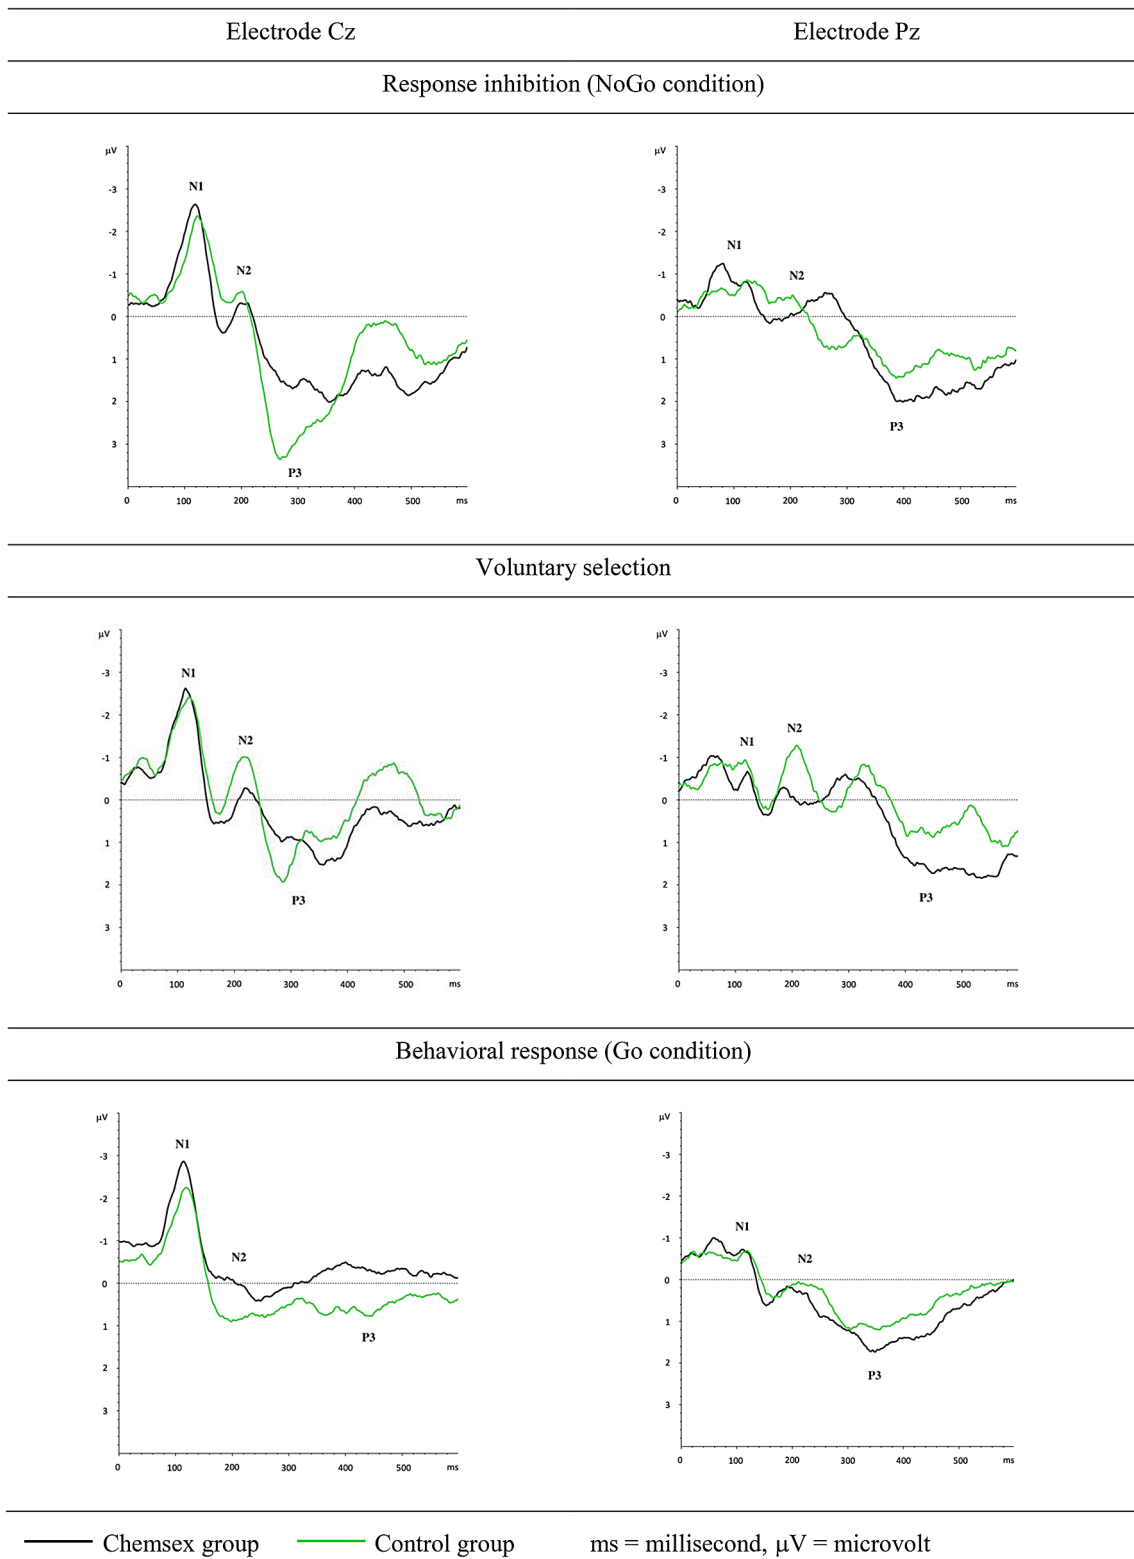 Electrode Cz Electrode Pz
Response inhibition (NoGo condition)
µV µV
N1
-3 -3
-2 -2
N1
N2 N2
-1 -1
0 0
1 1
2 2
P3
3 3
P3
0 100 200 300 400 500 ms 0 100 200 300 400 500 ms
Voluntary selection
µV µV
N1
-3 -3
-2 -2
N2 N1 N2
-1 -1
0 0
1 1
2 2
P3 P3
3 3
0 100 200 300 400 500 ms 0 100 200 300 400 500 ms
Behavioral response (Go condition)
µV µV
N1
-3 -3
-2 -2
N1
-1 -1
N2 N2
0 0
1 1
P3
2 2
P3
3 3
0 100 200 300 400 500 ms 0 100 200 300 400 500 ms
Chemsex group Control group ms = millisecond, µV = microvolt